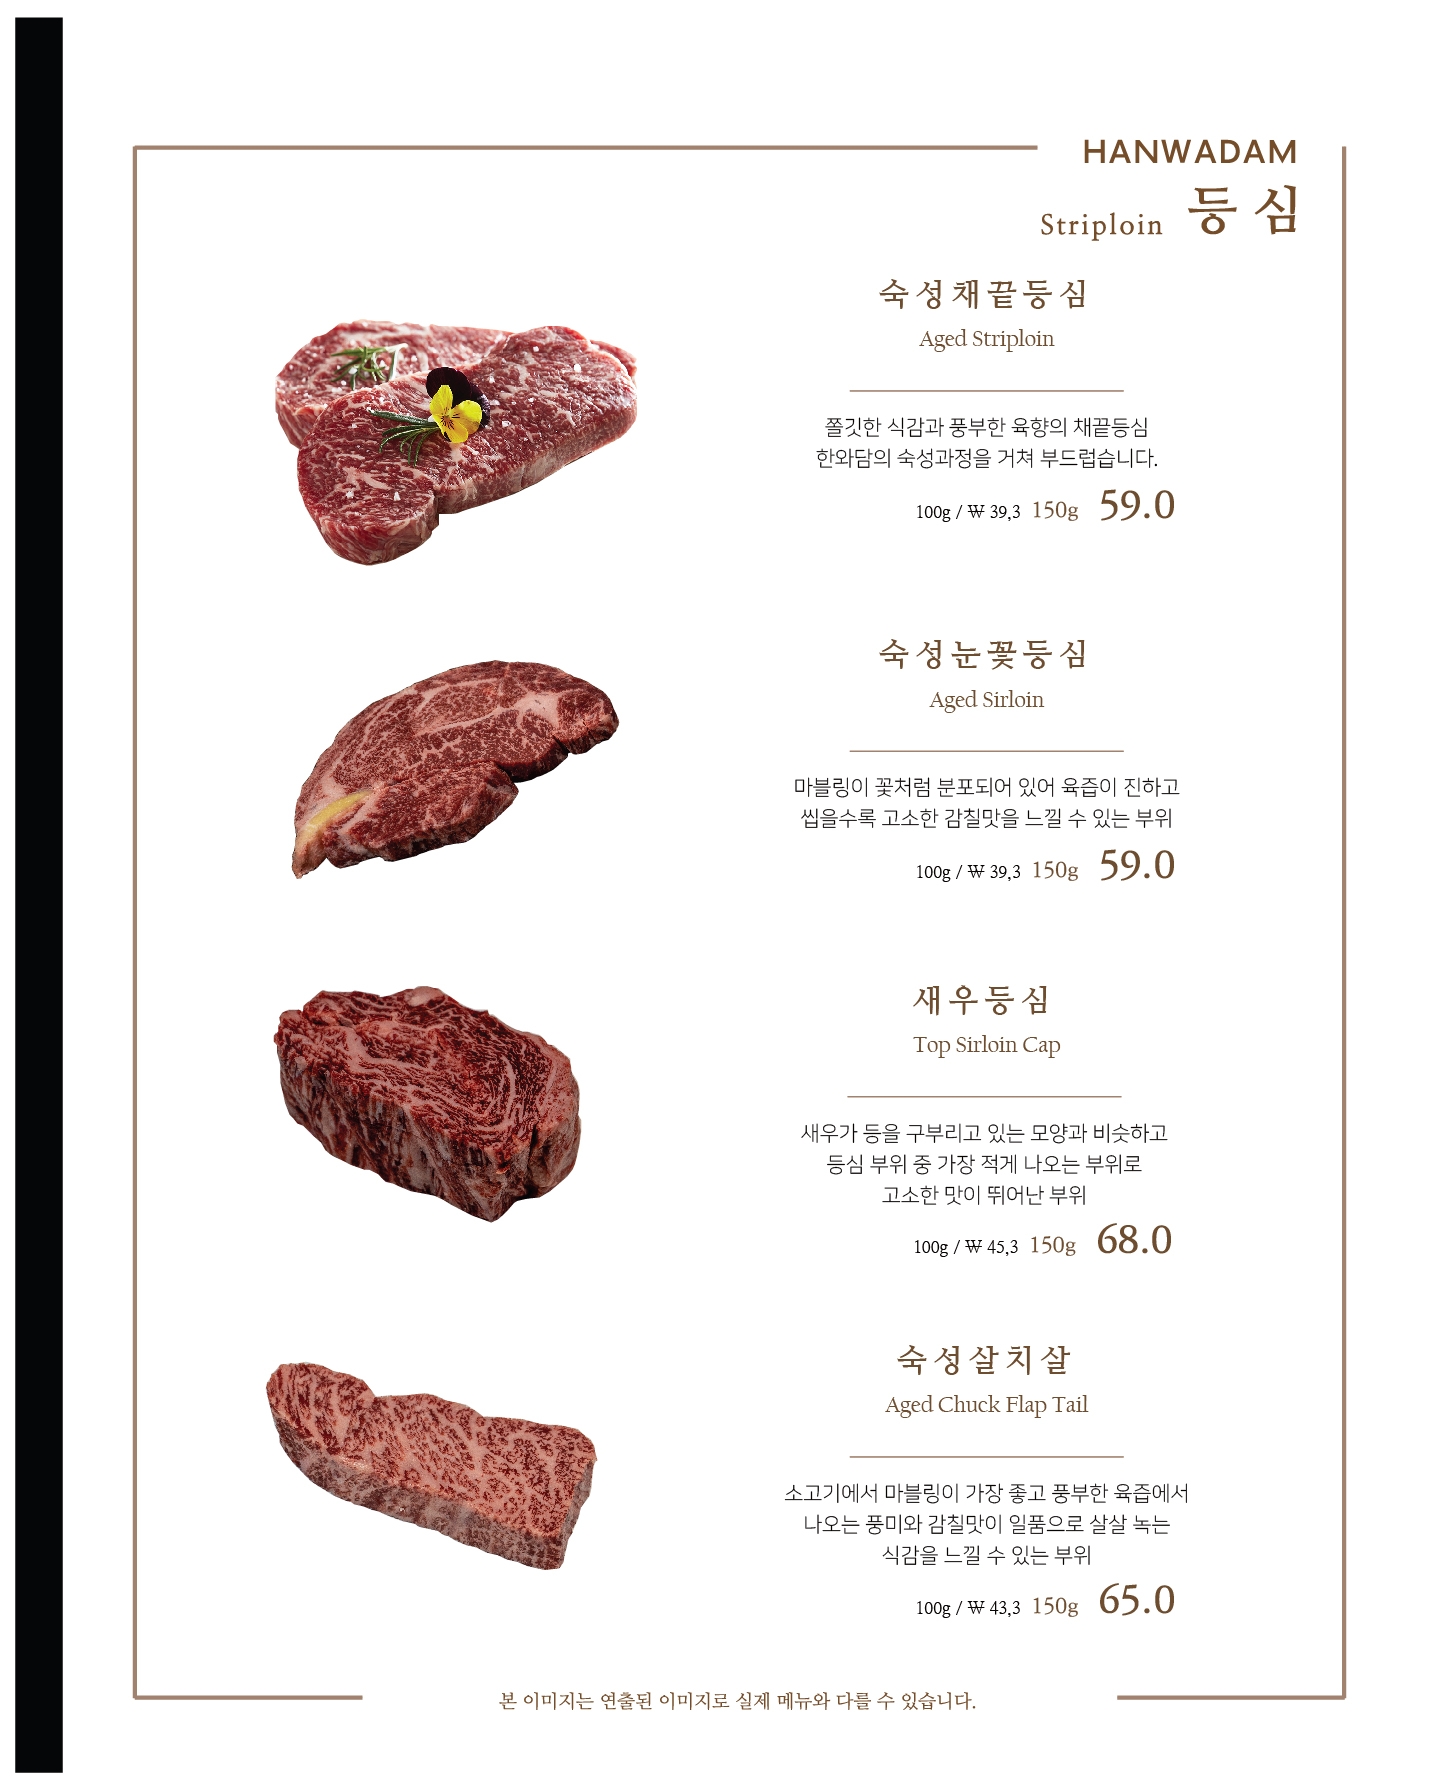 HANWADAM
Striploin 등심
숙성채끝등심
Aged Striploin
쫄깃한 식감과 풍부한 육향의 채끝등심
한와담의 숙성과정을 거쳐 부드럽습니다.
100g / ₩ 39,3 150g 59.0
숙성눈꽃등심
Aged Sirloin
마블링이 꽃처럼 분포되어 있어 육즙이 진하고
씹을수록 고소한 감칠맛을 느낄 수 있는 부위
100g / ₩ 39,3 150g 59.0
새우등심
Top Sirloin Cap
새우가 등을 구부리고 있는 모양과 비슷하고
등심 부위 중 가장 적게 나오는 부위로
고소한 맛이 뛰어난 부위
100g / ₩ 45,3 150g 68.0
숙성살치살
Aged Chuck Flap Tail
소고기에서 마블링이 가장 좋고 풍부한 육즙에서
나오는 풍미와 감칠맛이 일품으로 살살 녹는
식감을 느낄 수 있는 부위
100g / ₩ 43,3 150g 65.0
본 이미지는 연출된 이미지로 실제 메뉴와 다를 수 있습니다.